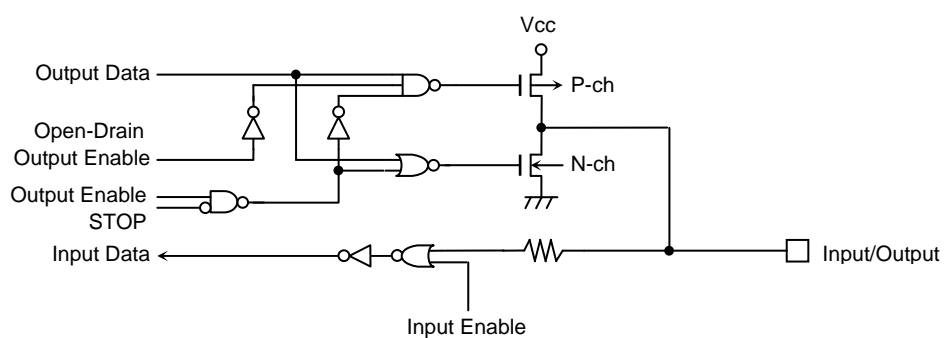 Vcc
Output Data
P-ch
Open-Drain
Output Enable
N-ch
Output Enable
STOP
Input Data
Input/Output
Input Enable